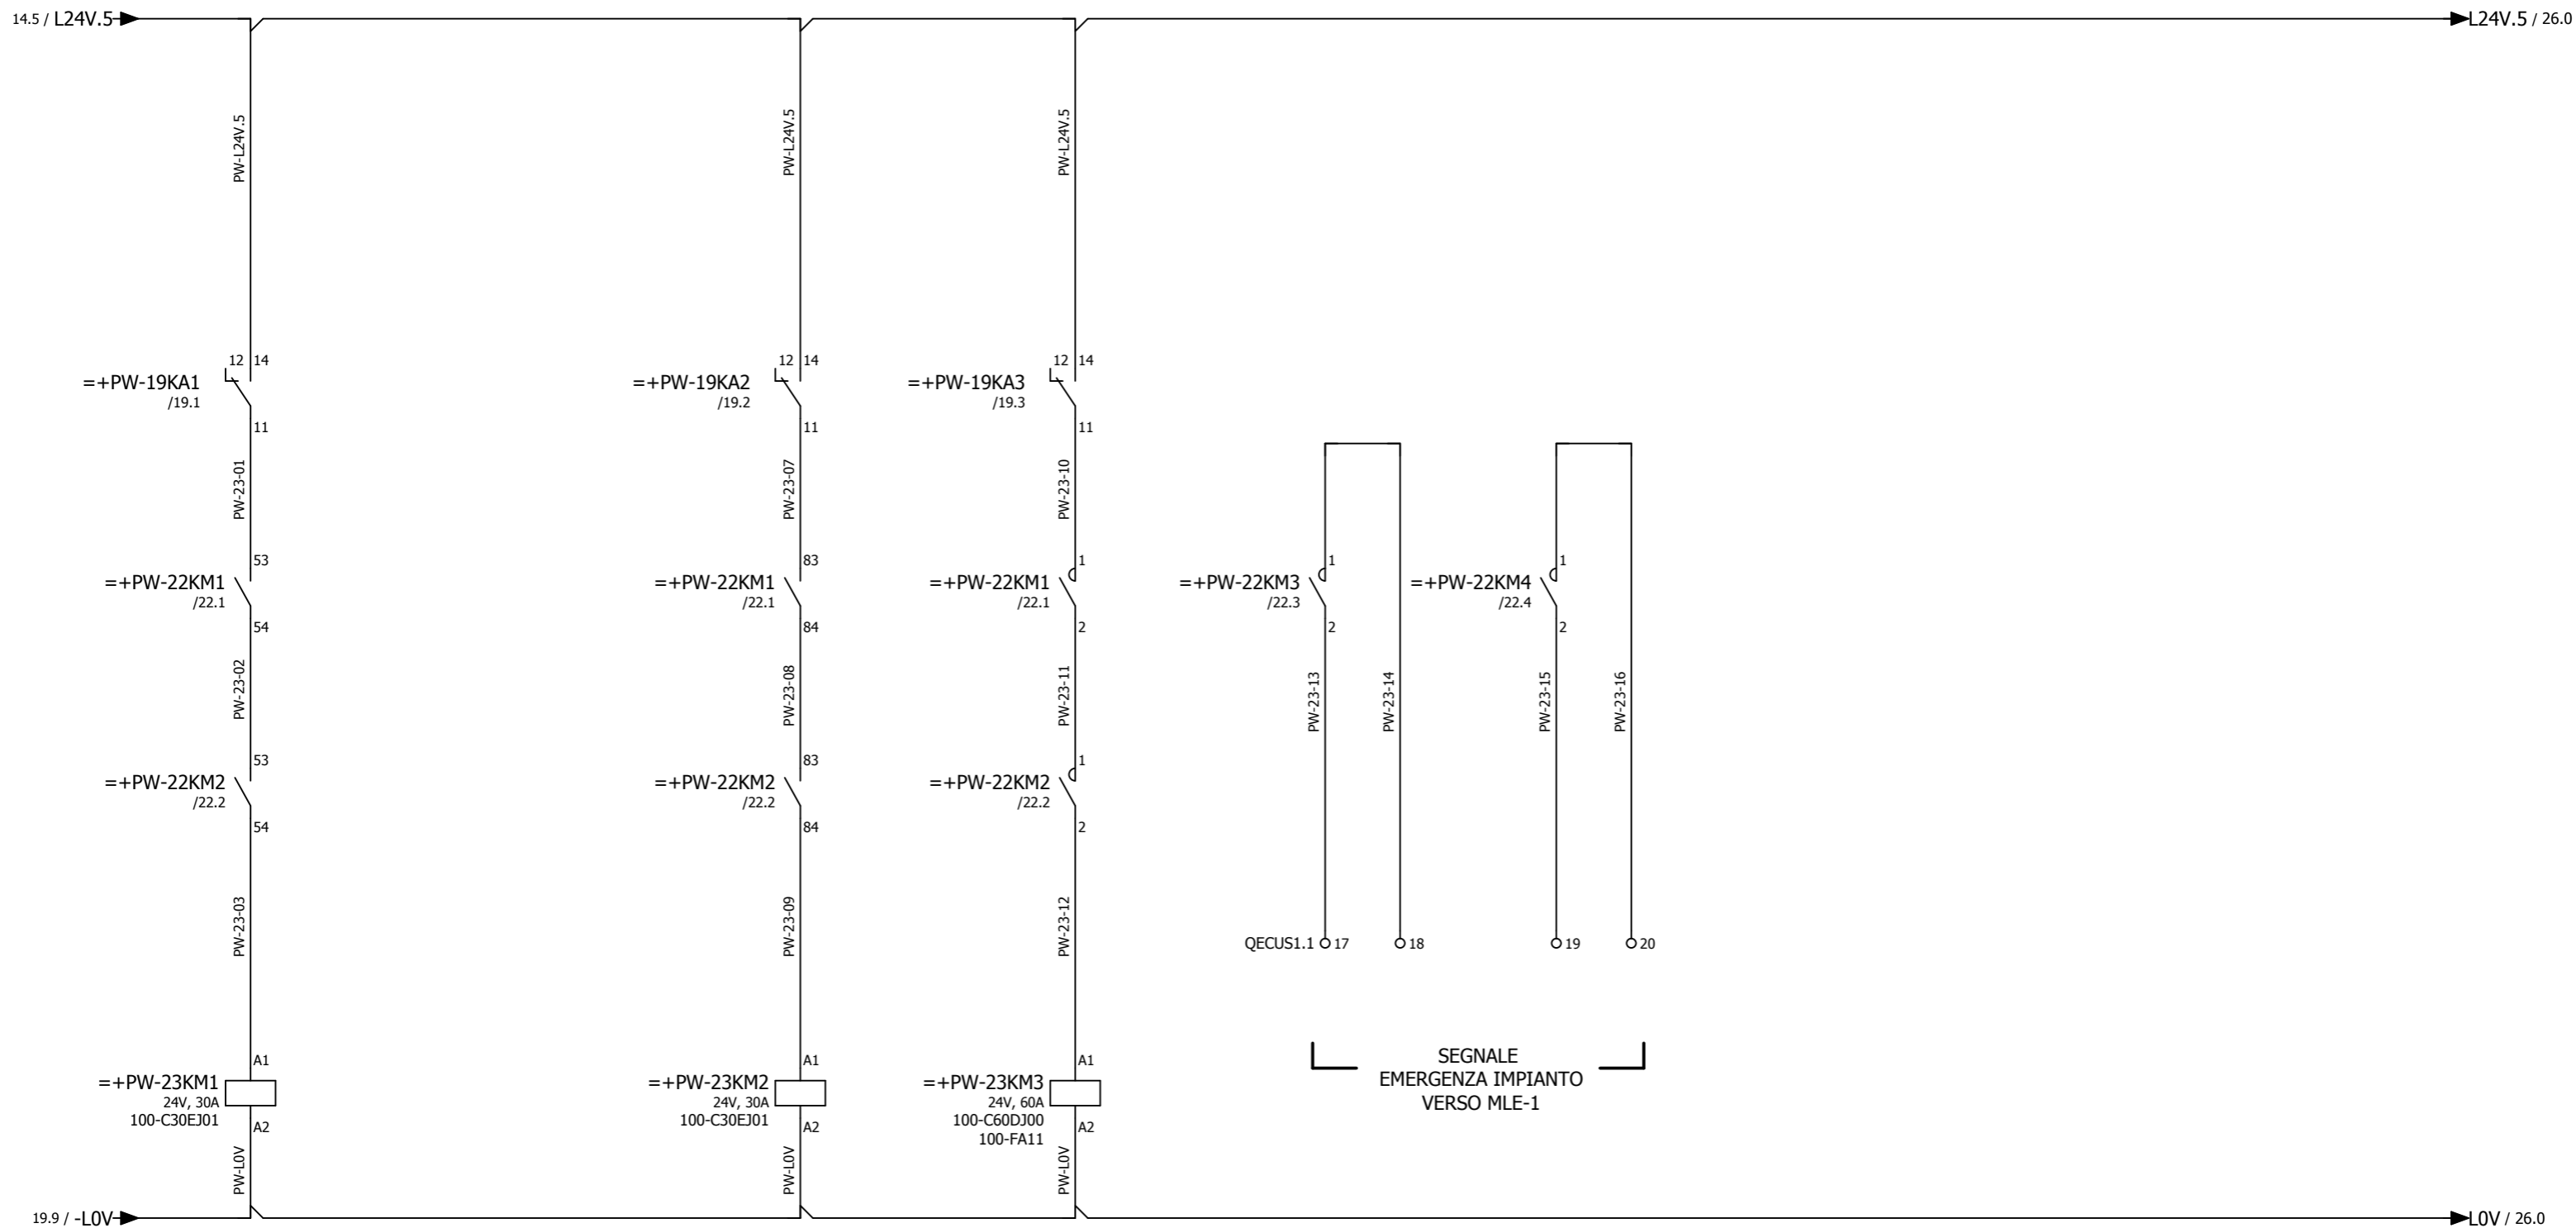 14.5 / L24V.5
L24V.5 / 26.0
PW-L24V.5
PW-L24V.5
PW-L24V.5
12 14
=+PW-19KA1
/19.1
11
12 14
=+PW-19KA2
/19.2
11
12 14
=+PW-19KA3
/19.3
11
PW-23-01
PW-23-07
PW-23-10
53
=+PW-22KM1
/22.1
54
83
=+PW-22KM1
/22.1
84
1
=+PW-22KM1
/22.1
2
1
=+PW-22KM3
/22.3
2
1
=+PW-22KM4
/22.4
2
PW-23-02
PW-23-08
PW-23-11
PW-23-13
PW-23-14
PW-23-15
PW-23-16
53
=+PW-22KM2
/22.2
54
83
=+PW-22KM2
/22.2
84
1
=+PW-22KM2
/22.2
2
PW-23-03
PW-23-09
PW-23-12
QECUS1.1 17
18
19
20
A1
=+PW-23KM1
24V, 30A
100-C30EJ01
A2
A1
=+PW-23KM2
24V, 30A
100-C30EJ01
A2
A1
=+PW-23KM3
24V, 60A
100-C60DJ00
100-FA11
A2
SEGNALE
EMERGENZA IMPIANTO
VERSO MLE-1
PW-L0V
PW-L0V
PW-L0V
19.9 / -L0V
L0V / 26.0